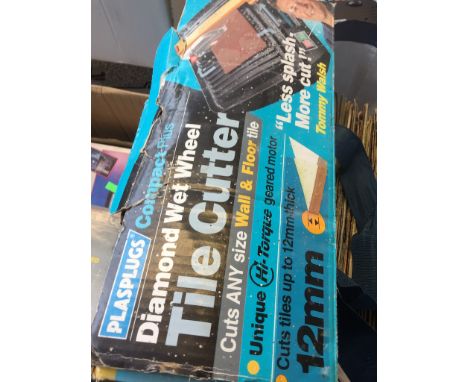 PLASPLUGS Compact Plus
Diamond Wet Wheel
Tile Cutter
Cuts ANY size Wall & Floor tile
• Unique Hi-Torque geared motor
• Cuts tiles up to 12mm thick
12mm
"Less splash,
More cut!"
Tommy Walsh